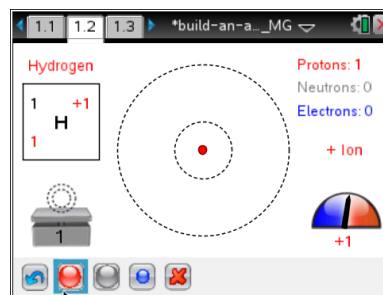 1.1 1.2 1.3 *build-an-a..._MG
Hydrogen
Protons: 1
Neutrons: 0
Electrons: 0
1 +1
H
1
+ Ion
1
+1